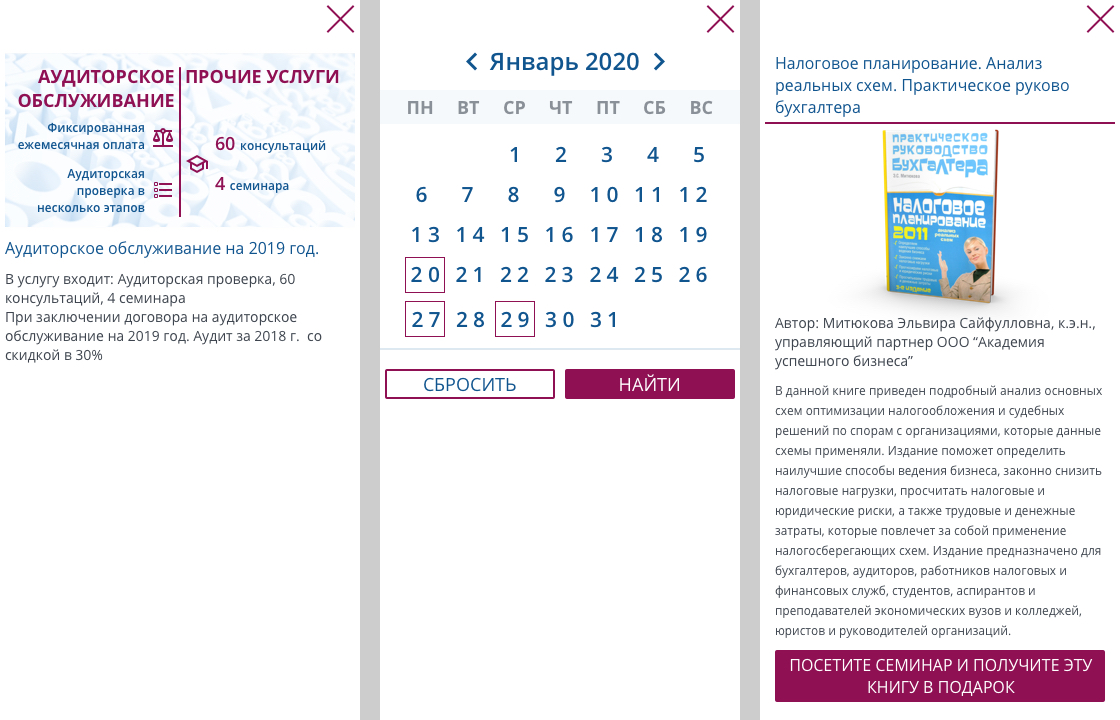 АУДИТОРСКОЕ
ОБСЛУЖИВАНИЕ
Фиксированная
ежемесячная оплата
Аудиторская
проверка в
несколько этапов
ПРОЧИЕ УСЛУГИ
60 консультаций
4 семинара
Аудиторское обслуживание на 2019 год.
В услугу входит: Аудиторская проверка, 60
консультаций, 4 семинара
При заключении договора на аудиторское
обслуживание на 2019 год. Аудит за 2018 г. со
скидкой в 30%
Январь 2020
ПН ВТ СР ЧТ ПТ СБ ВС
1 2 3 4 5
6 7 8 9 10 11 12
13 14 15 16 17 18 19
20 21 22 23 24 25 26
27 28 29 30 31
СБРОСИТЬ НАЙТИ
Налоговое планирование. Анализ
реальных схем. Практическое руково
бухгалтера
ПРАКТИЧЕСКОЕ
РУКОВОДСТВО
БУХГАЛТЕРА
НАЛОГОВОЕ
ПЛАНИРОВАНИЕ
2011 анализ
реальных
схем
Автор: Митюкова Эльвира Сайфулловна, к.э.н.,
управляющий партнер ООО “Академия
успешного бизнеса”
В данной книге приведен подробный анализ основных
схем оптимизации налогообложения и судебных
решений по спорам с организациями, которые данные
схемы применяли. Издание поможет определить
наилучшие способы ведения бизнеса, законно снизить
налоговые нагрузки, просчитать налоговые и
юридические риски, а также трудовые и денежные
затраты, которые повлечет за собой применение
налогосберегающих схем. Издание предназначено для
бухгалтеров, аудиторов, работников налоговых и
финансовых служб, студентов, аспирантов и
преподавателей экономических вузов и колледжей,
юристов и руководителей организаций.
ПОСЕТИТЕ СЕМИНАР И ПОЛУЧИТЕ ЭТУ
КНИГУ В ПОДАРОК